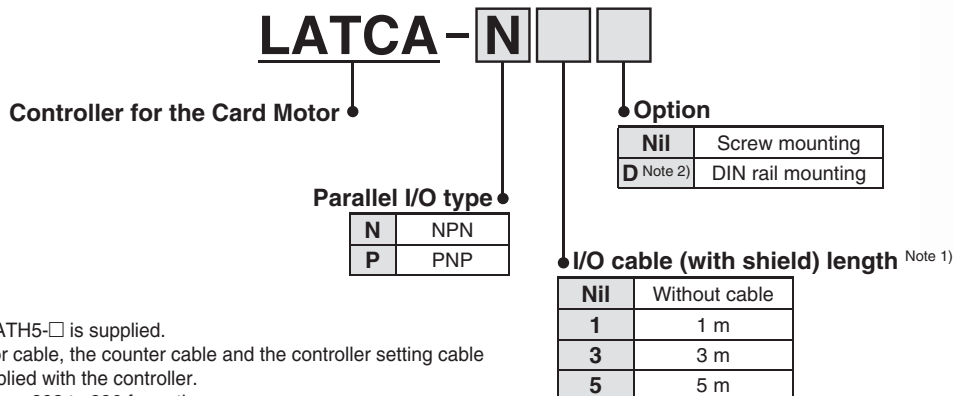 LATCA-N□□
Controller for the Card Motor
Option
Nil Screw mounting
D Note 2) DIN rail mounting
Parallel I/O type
N NPN
P PNP
I/O cable (with shield) length Note 1)
Nil Without cable
1 1 m
3 3 m
5 5 m
ATH5-□ is supplied.
or cable, the counter cable and the controller setting cable
plied with the controller.